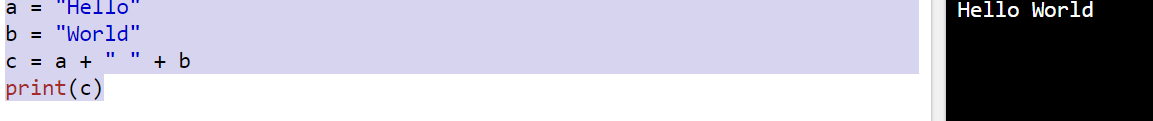 a = "Hello"
b = "World"
c = a + " " + b
print(c)
Hello World